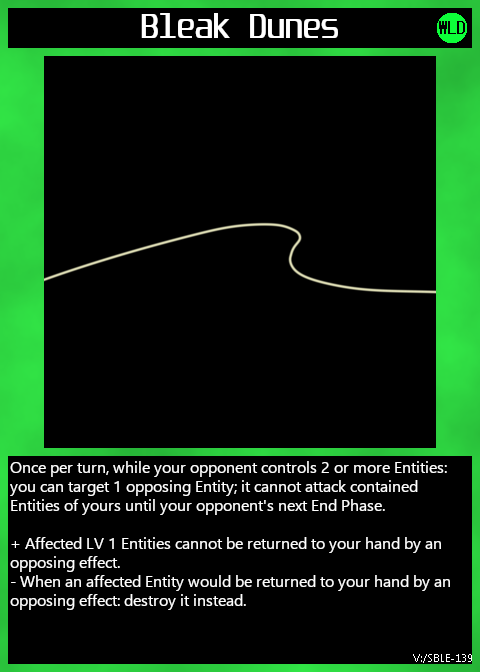 Bleak Dunes
WLD
Once per turn, while your opponent controls 2 or more Entities:
you can target 1 opposing Entity; it cannot attack contained
Entities of yours until your opponent's next End Phase.
+ Affected LV 1 Entities cannot be returned to your hand by an
opposing effect.
- When an affected Entity would be returned to your hand by an
opposing effect: destroy it instead.
V:/SBLE-139